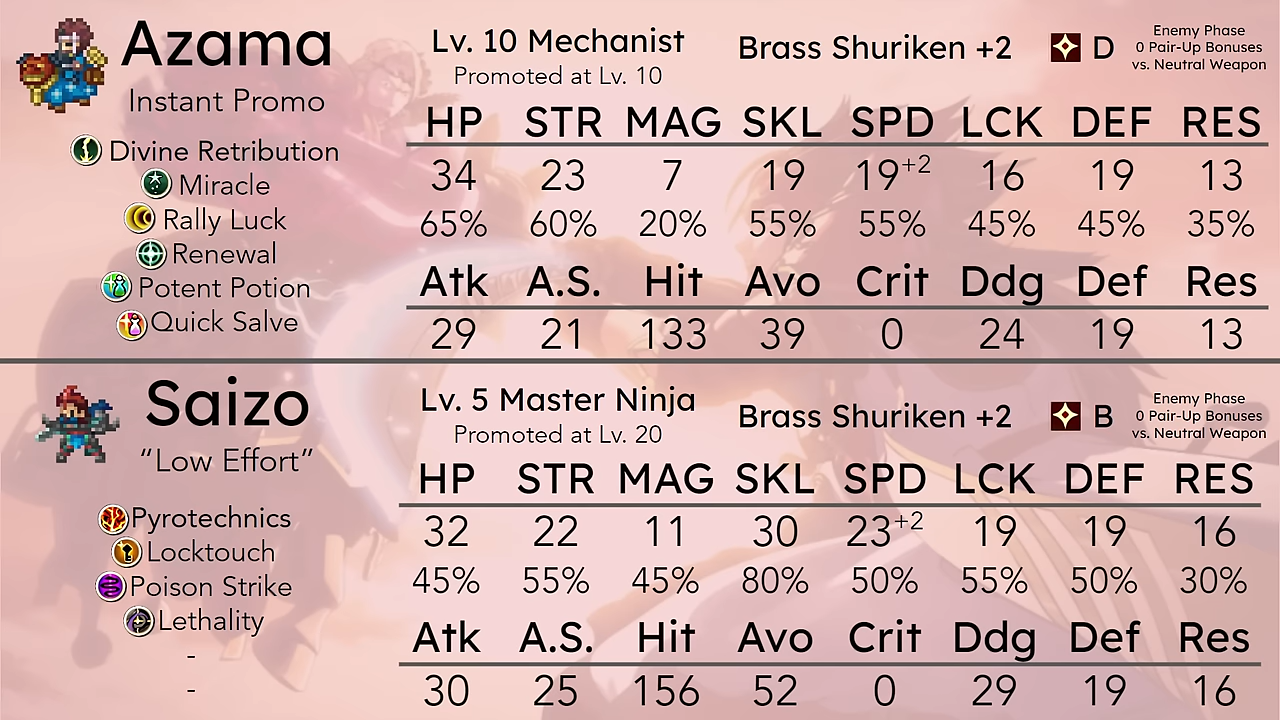 Azama
Instant Promo
Divine Retribution
Miracle
Rally Luck
Renewal
Potent Potion
Quick Salve
Lv. 10 Mechanist
Promoted at Lv. 10
Brass Shuriken +2
D
Enemy Phase
0 Pair-Up Bonuses
vs. Neutral Weapon
HP STR MAG SKL SPD LCK DEF RES
34 23 7 19 19+2 16 19 13
65% 60% 20% 55% 55% 45% 45% 35%
Atk A.S. Hit Avo Crit Ddg Def Res
29 21 133 39 0 24 19 13
Saizo
“Low Effort”
Pyrotechnics
Locktouch
Poison Strike
Lethality
-
-
Lv. 5 Master Ninja
Promoted at Lv. 20
Brass Shuriken +2
B
Enemy Phase
0 Pair-Up Bonuses
vs. Neutral Weapon
HP STR MAG SKL SPD LCK DEF RES
32 22 11 30 23+2 19 19 16
45% 55% 45% 80% 50% 55% 50% 30%
Atk A.S. Hit Avo Crit Ddg Def Res
30 25 156 52 0 29 19 16